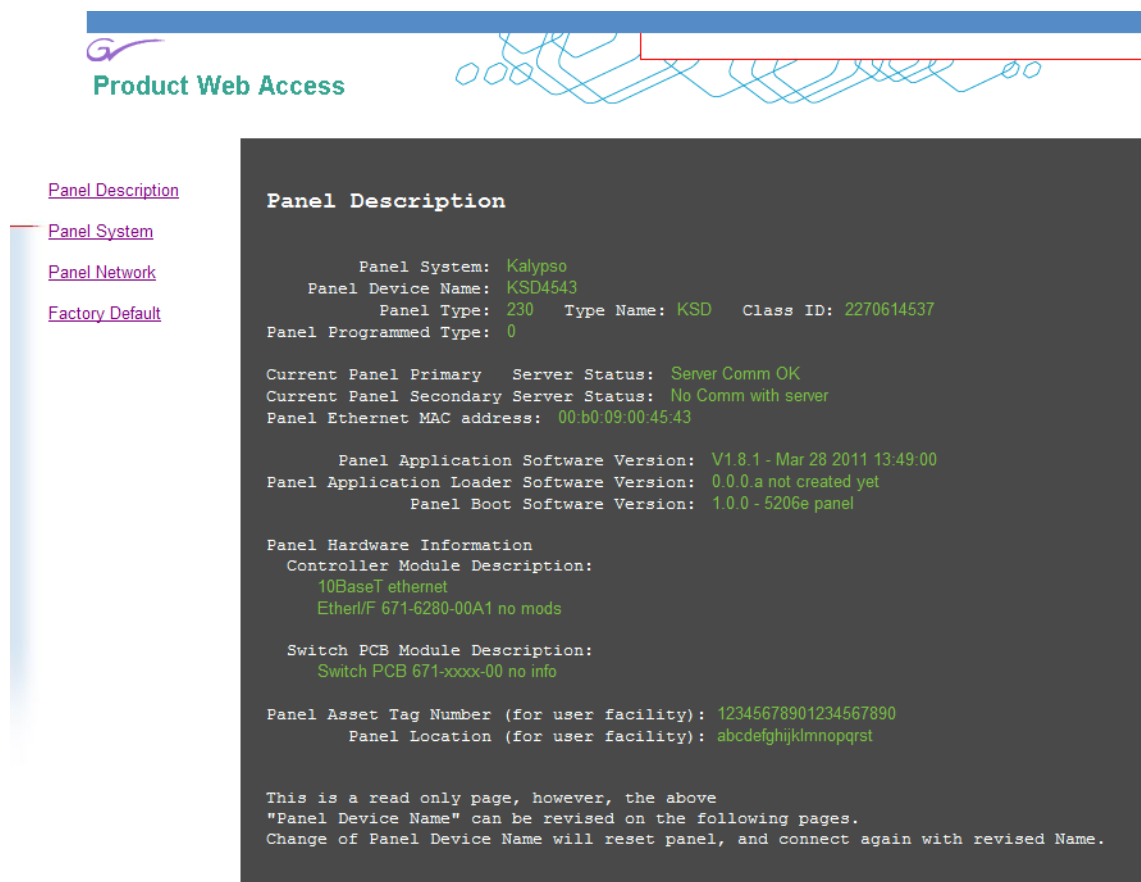 GV
Product Web Access
Panel Description
Panel System
Panel Network
Factory Default
Panel Description
Panel System: Kalypso
Panel Device Name: KSD4543
Panel Type: 230 Type Name: KSD Class ID: 2270614537
Panel Programmed Type: 0
Current Panel Primary Server Status: Server Comm OK
Current Panel Secondary Server Status: No Comm with server
Panel Ethernet MAC address: 00:b0:09:00:45:43
Panel Application Software Version: V1.8.1 - Mar 28 2011 13:49:00
Panel Application Loader Software Version: 0.0.0.a not created yet
Panel Boot Software Version: 1.0.0 - 5206e panel
Panel Hardware Information
Controller Module Description:
10BaseT ethernet
EtherI/F 671-6280-00A1 no mods
Switch PCB Module Description:
Switch PCB 671-xxxx-00 no info
Panel Asset Tag Number (for user facility): 12345678901234567890
Panel Location (for user facility): abcdefghijklmnopqrst
This is a read only page, however, the above
"Panel Device Name" can be revised on the following pages.
Change of Panel Device Name will reset panel, and connect again with revised Name.